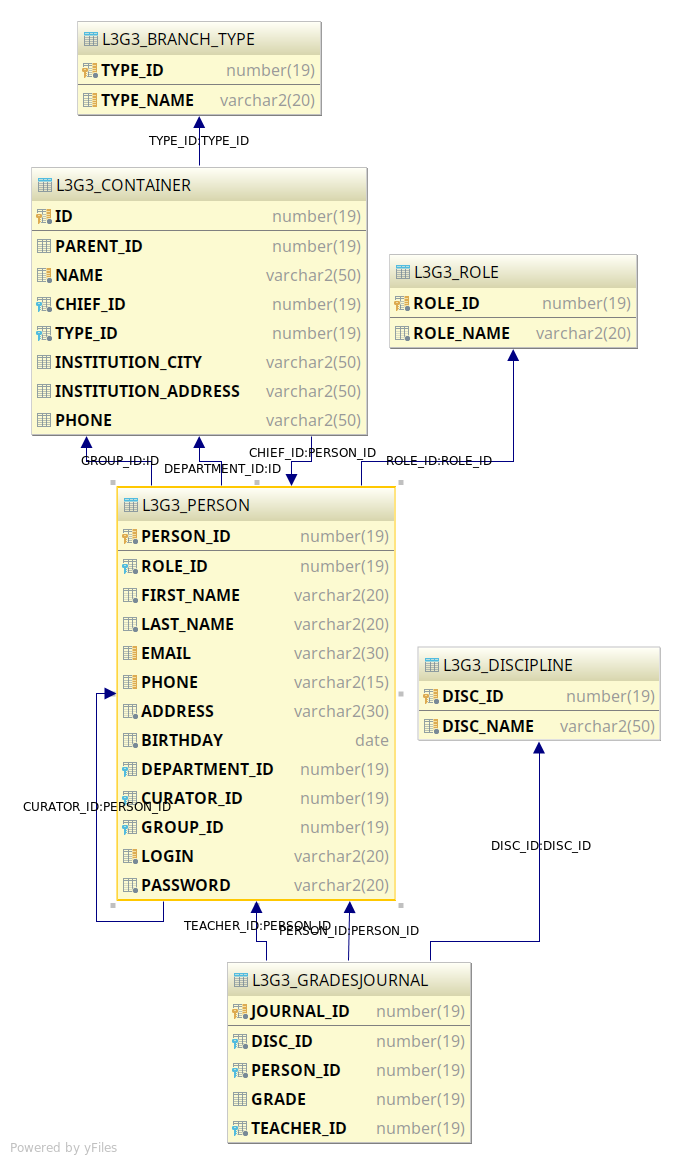 L3G3_BRANCH_TYPE
TYPE_ID number(19)
TYPE_NAME varchar2(20)
TYPE_ID:TYPE_ID
L3G3_CONTAINER
ID number(19)
PARENT_ID number(19)
NAME varchar2(50)
CHIEF_ID number(19)
TYPE_ID number(19)
INSTITUTION_CITY varchar2(50)
INSTITUTION_ADDRESS varchar2(50)
PHONE varchar2(50)
L3G3_ROLE
ROLE_ID number(19)
ROLE_NAME varchar2(20)
GROUP_ID:ID
DEPARTMENT_ID:ID
CHIEF_ID:PERSON_ID
ROLE_ID:ROLE_ID
L3G3_PERSON
PERSON_ID number(19)
ROLE_ID number(19)
FIRST_NAME varchar2(20)
LAST_NAME varchar2(20)
EMAIL varchar2(30)
PHONE varchar2(15)
ADDRESS varchar2(30)
BIRTHDAY date
DEPARTMENT_ID number(19)
CURATOR_ID number(19)
GROUP_ID number(19)
LOGIN varchar2(20)
PASSWORD varchar2(20)
CURATOR_ID:PERSON_ID
L3G3_DISCIPLINE
DISC_ID number(19)
DISC_NAME varchar2(50)
DISC_ID:DISC_ID
TEACHER_ID:PERSON_ID
PERSON_ID:PERSON_ID
L3G3_GRADESJOURNAL
JOURNAL_ID number(19)
DISC_ID number(19)
PERSON_ID number(19)
GRADE number(19)
TEACHER_ID number(19)
Powered by yFiles